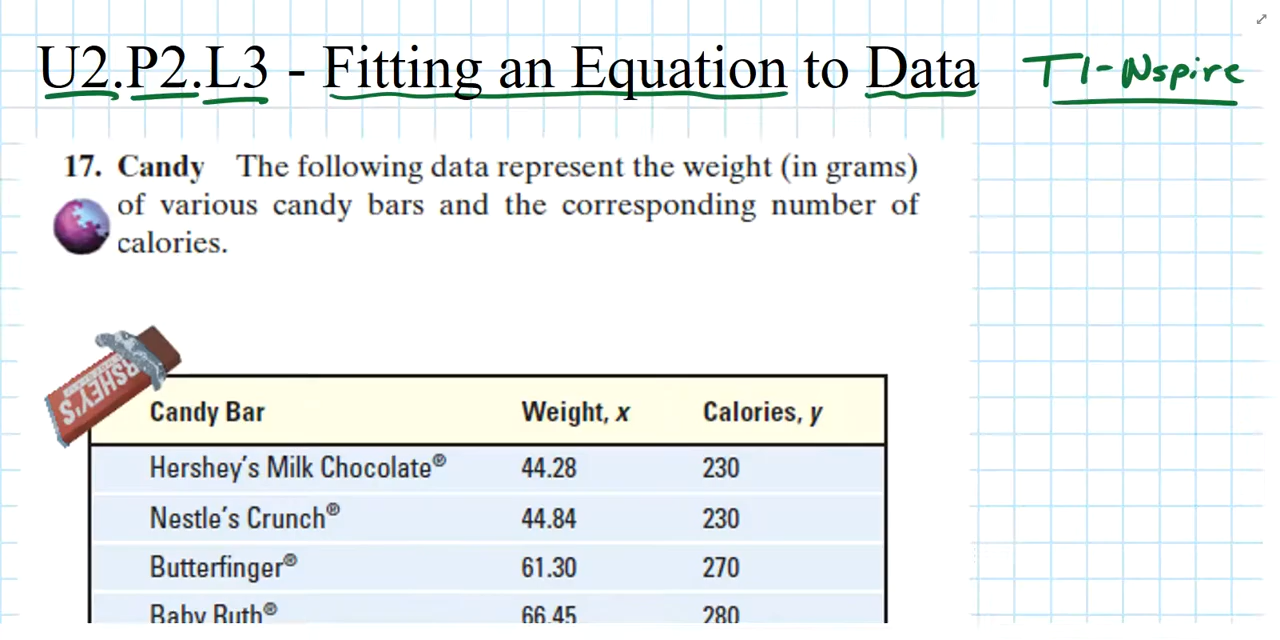 U2.P2.L3 - Fitting an Equation to Data TI-Nspire
17. Candy The following data represent the weight (in grams)
of various candy bars and the corresponding number of
calories.
HERSHEY'S
Candy Bar Weight, x Calories, y
Hershey's Milk Chocolate® 44.28 230
Nestle's Crunch® 44.84 230
Butterfinger® 61.30 270
Baby Ruth® 66.45 280